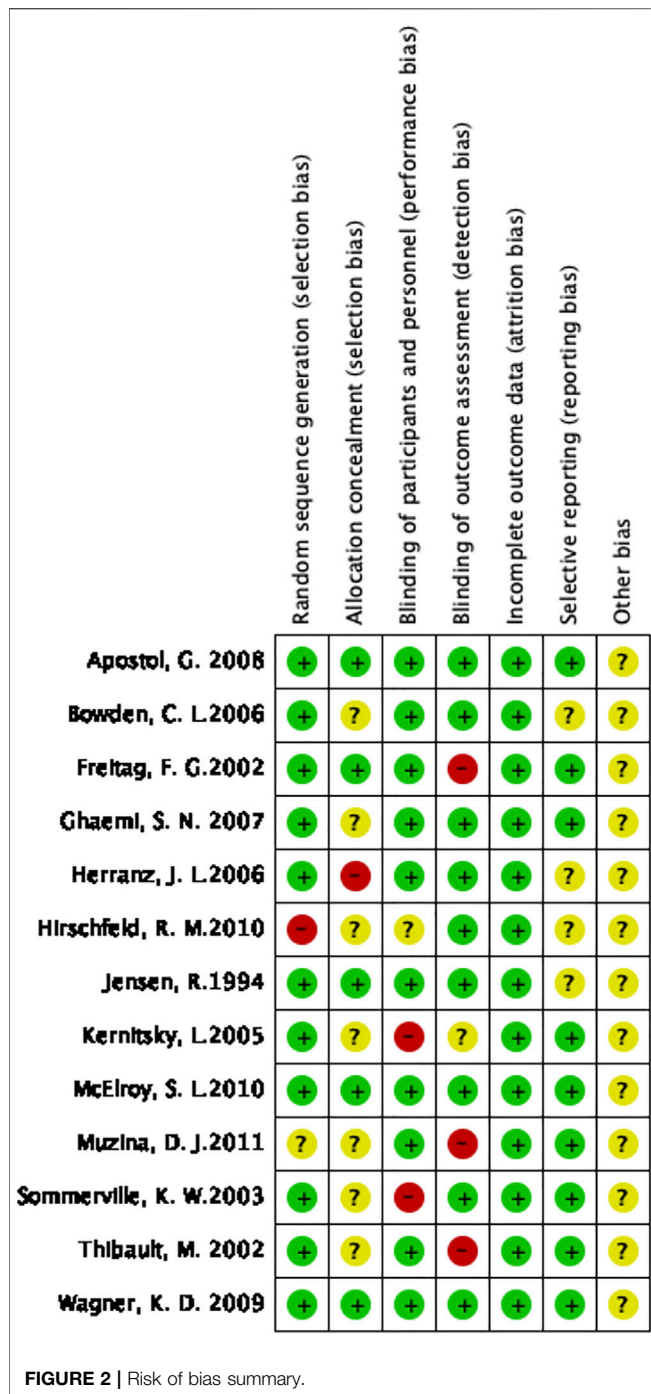 Random sequence generation (selection bias)
Allocation concealment (selection bias)
Blinding of participants and personnel (performance bias)
Blinding of outcome assessment (detection bias)
Incomplete outcome data (attrition bias)
Selective reporting (reporting bias)
Other bias
Apostol, G. 2008 + + + + + + ?
Bowden, C. L.2006 + ? + + + ? ?
Freitag, F. G.2002 + + + - + + ?
Ghaemi, S. N. 2007 + ? + + + + ?
Herranz, J. L.2006 + - + + + ? ?
Hirschfeld, R. M.2010 - ? ? + + ? ?
Jensen, R.1994 + + + + + ? ?
Kernitsky, L.2005 + ? - ? + + ?
McElroy, S. L.2010 + + + + + + ?
Muzina, D. J.2011 ? ? + - + + ?
Sommerville, K. W.2003 + ? - + + + ?
Thibault, M. 2002 + ? + - + + ?
Wagner, K. D. 2009 + + + + + + ?
FIGURE 2 | Risk of bias summary.